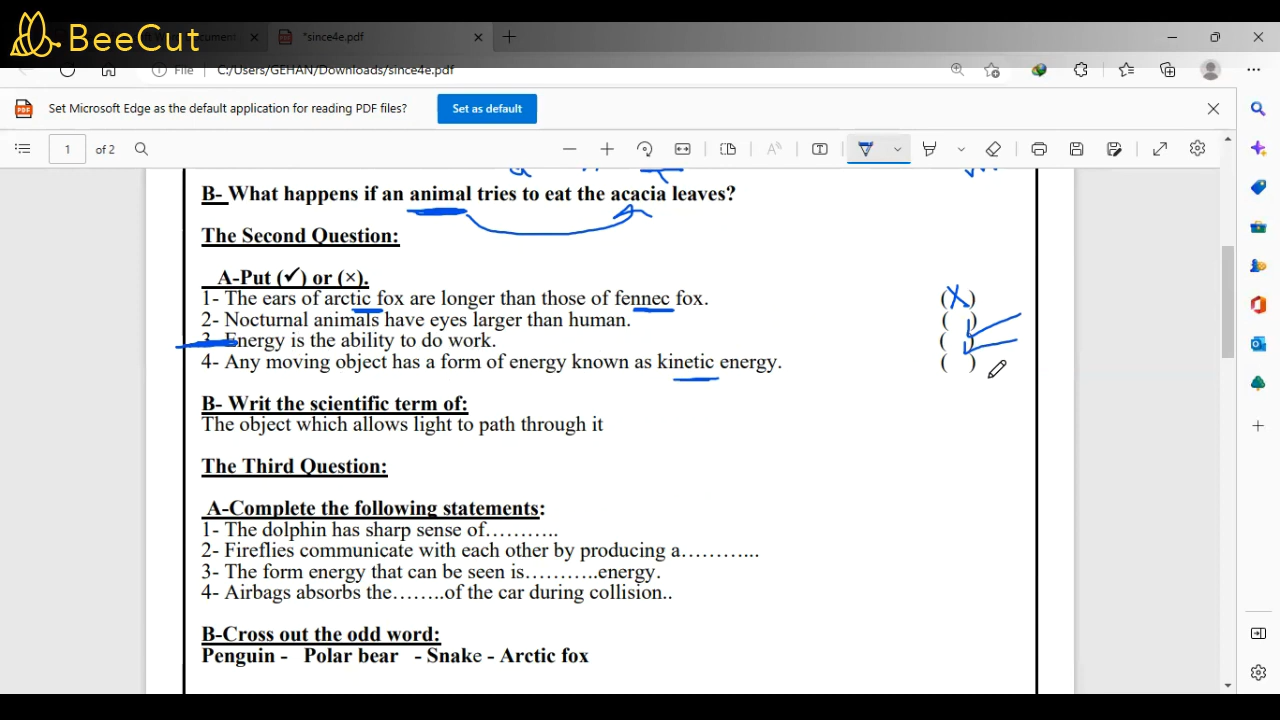 BeeCut
*since4e.pdf
File C:/Users/GEHAN/Downloads/since4e.pdf
Set Microsoft Edge as the default application for reading PDF files? Set as default
1 of 2
B- What happens if an animal tries to eat the acacia leaves?
The Second Question:
A-Put (✓) or (×).
1- The ears of arctic fox are longer than those of fennec fox. (X)
2- Nocturnal animals have eyes larger than human. ( )
3- Energy is the ability to do work. ( )
4- Any moving object has a form of energy known as kinetic energy. ( )
B- Writ the scientific term of:
The object which allows light to path through it
The Third Question:
A-Complete the following statements:
1- The dolphin has sharp sense of………..
2- Fireflies communicate with each other by producing a………...
3- The form energy that can be seen is………..energy.
4- Airbags absorbs the……..of the car during collision..
B-Cross out the odd word:
Penguin - Polar bear - Snake - Arctic fox